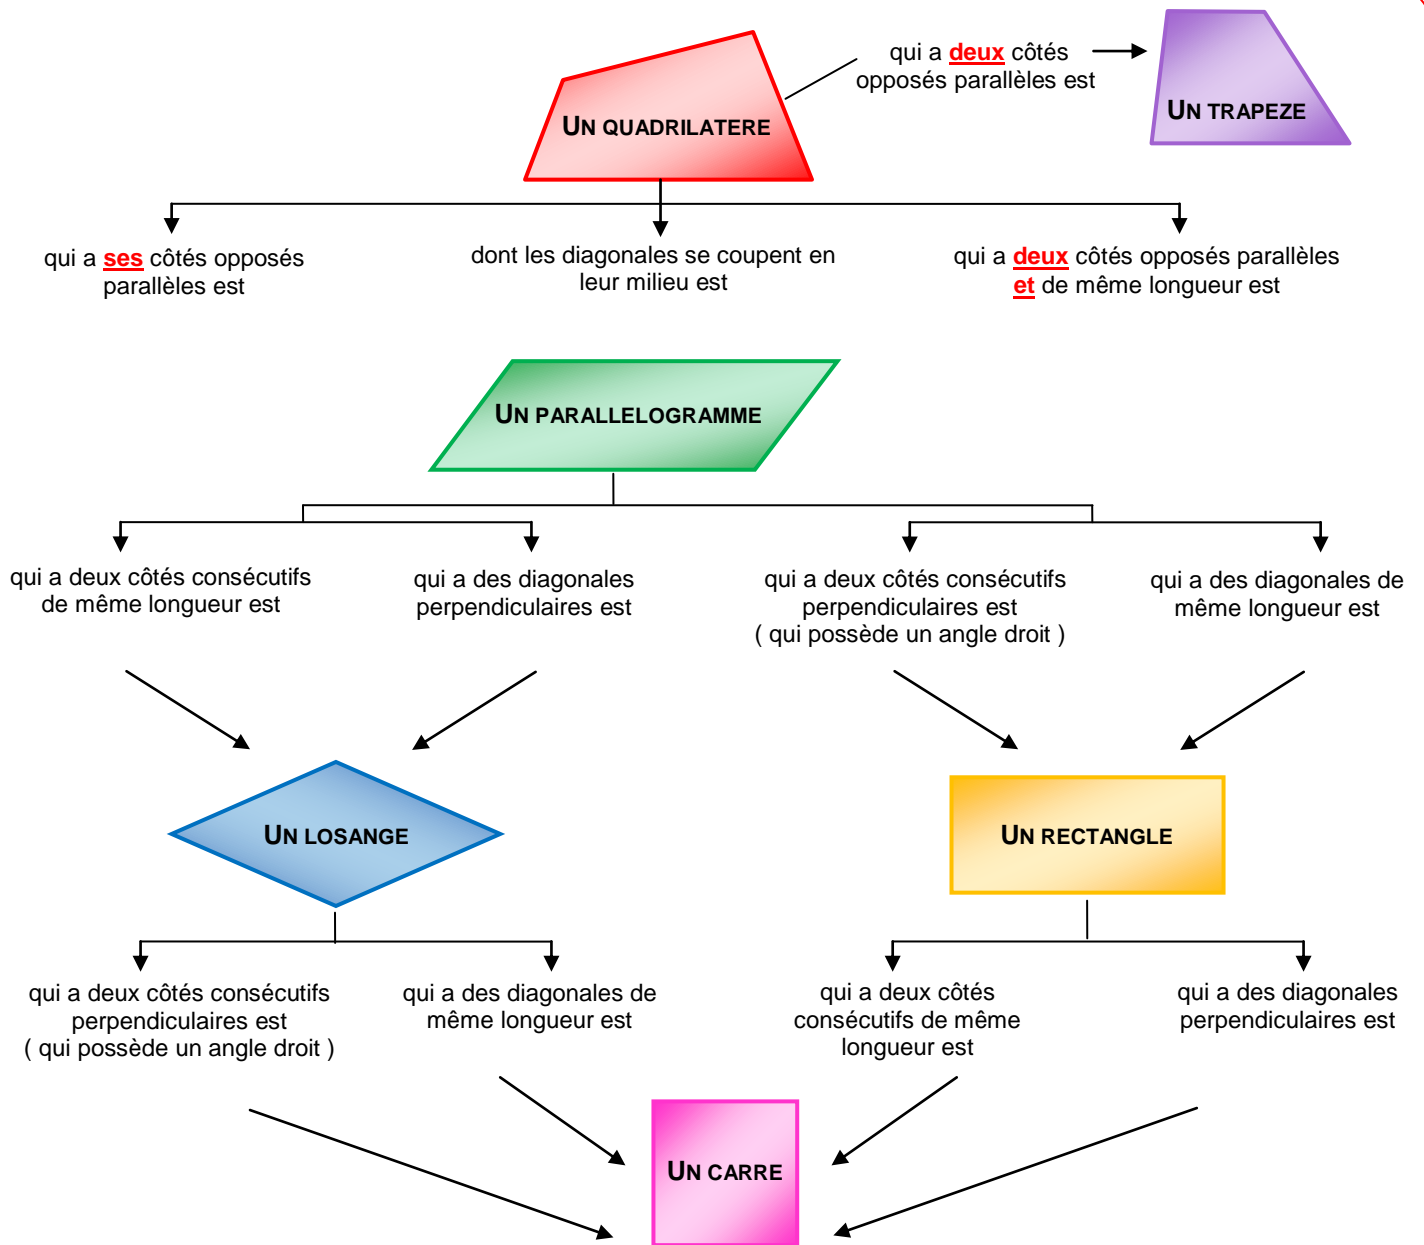 qui a deux côtés
opposés parallèles est
UN TRAPEZE
UN QUADRILATERE
qui a ses côtés opposés
parallèles est
dont les diagonales se coupent en
leur milieu est
qui a deux côtés opposés parallèles
et de même longueur est
UN PARALLELOGRAMME
qui a deux côtés consécutifs
de même longueur est
qui a des diagonales
perpendiculaires est
qui a deux côtés consécutifs
perpendiculaires est
( qui possède un angle droit )
qui a des diagonales de
même longueur est
UN LOSANGE
UN RECTANGLE
qui a deux côtés consécutifs
perpendiculaires est
( qui possède un angle droit )
qui a des diagonales de
même longueur est
qui a deux côtés
consécutifs de même
longueur est
qui a des diagonales
perpendiculaires est
UN CARRE